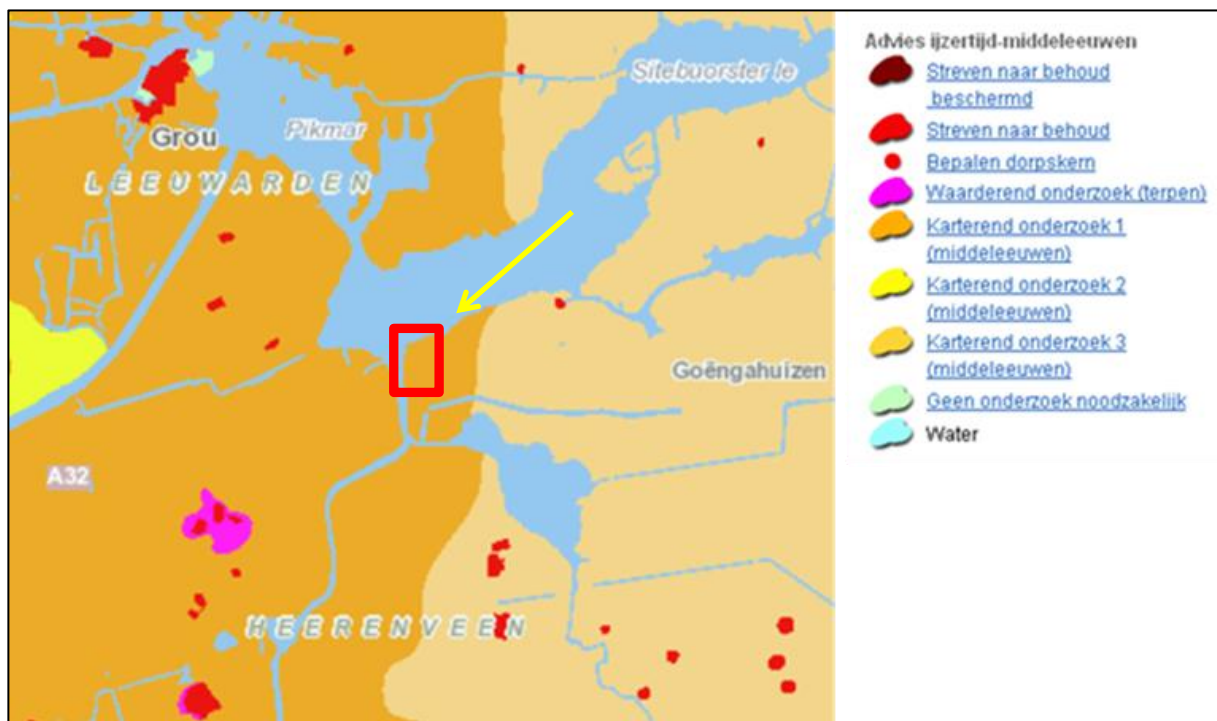 Sitebuorster le
Pikmar
Grou
LEEUWARDEN
Goëngahuizen
A32
HEERENVEEN
Advies ijzertijd-middeleeuwen
Streven naar behoud
beschermd
Streven naar behoud
Bepalen dorpskern
Waarderend onderzoek (terpen)
Karterend onderzoek 1
(middeleeuwen)
Karterend onderzoek 2
(middeleeuwen)
Karterend onderzoek 3
(middeleeuwen)
Geen onderzoek noodzakelijk
Water